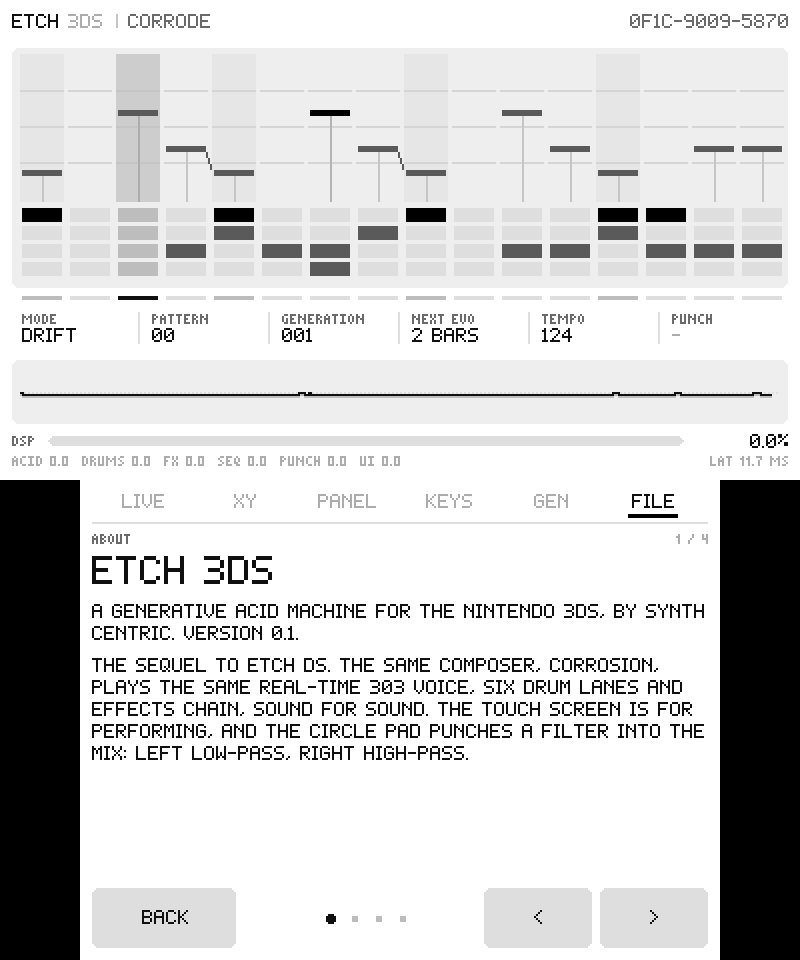 ETCH 3DS | CORRODE 0F1C-9009-5870
MODE PATTERN GENERATION NEXT EVO TEMPO PUNCH
DRIFT 00 001 2 BARS 124 -
DSP 0.0%
ACID 0.0 DRUMS 0.0 FX 0.0 SEQ 0.0 PUNCH 0.0 UI 0.0 LAT 11.7 MS
LIVE XY PANEL KEYS GEN FILE
ABOUT 1 / 4
ETCH 3DS
A GENERATIVE ACID MACHINE FOR THE NINTENDO 3DS, BY SYNTH
CENTRIC. VERSION 0.1.
THE SEQUEL TO ETCH DS. THE SAME COMPOSER, CORROSION,
PLAYS THE SAME REAL-TIME 303 VOICE, SIX DRUM LANES AND
EFFECTS CHAIN, SOUND FOR SOUND. THE TOUCH SCREEN IS FOR
PERFORMING, AND THE CIRCLE PAD PUNCHES A FILTER INTO THE
MIX: LEFT LOW-PASS, RIGHT HIGH-PASS.
BACK < >